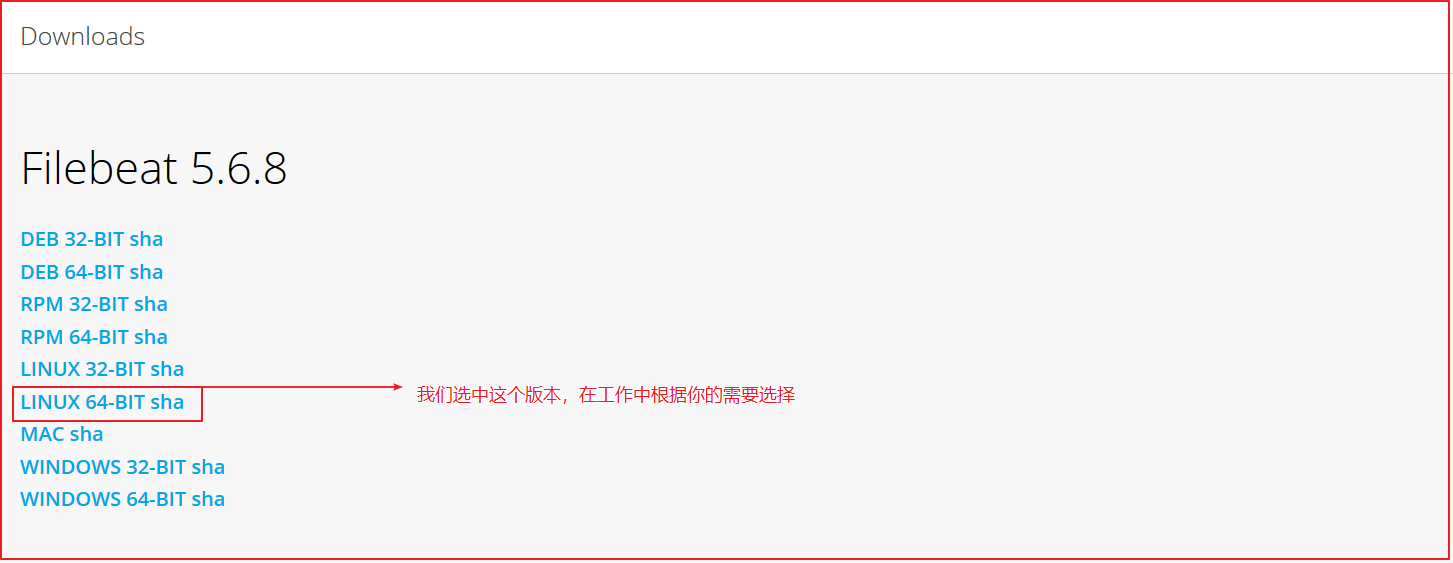 Downloads
Filebeat 5.6.8
DEB 32-BIT sha
DEB 64-BIT sha
RPM 32-BIT sha
RPM 64-BIT sha
LINUX 32-BIT sha
LINUX 64-BIT sha
我们选中这个版本，在工作中根据你的需要选择
MAC sha
WINDOWS 32-BIT sha
WINDOWS 64-BIT sha